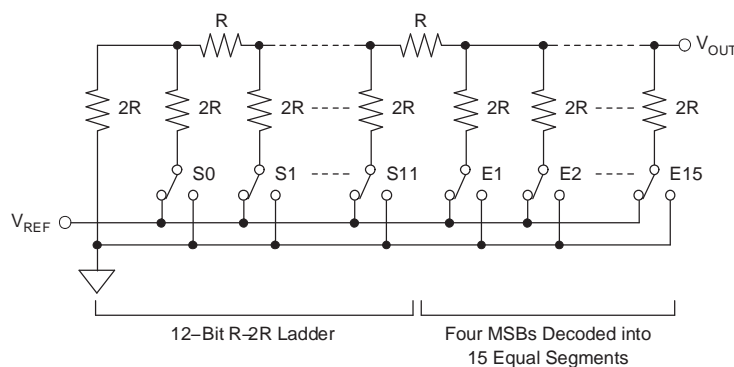 R R
V_OUT
2R 2R 2R 2R 2R 2R 2R
S0 S1 S11 E1 E2 E15
V_REF
12–Bit R–2R Ladder
Four MSBs Decoded into
15 Equal Segments